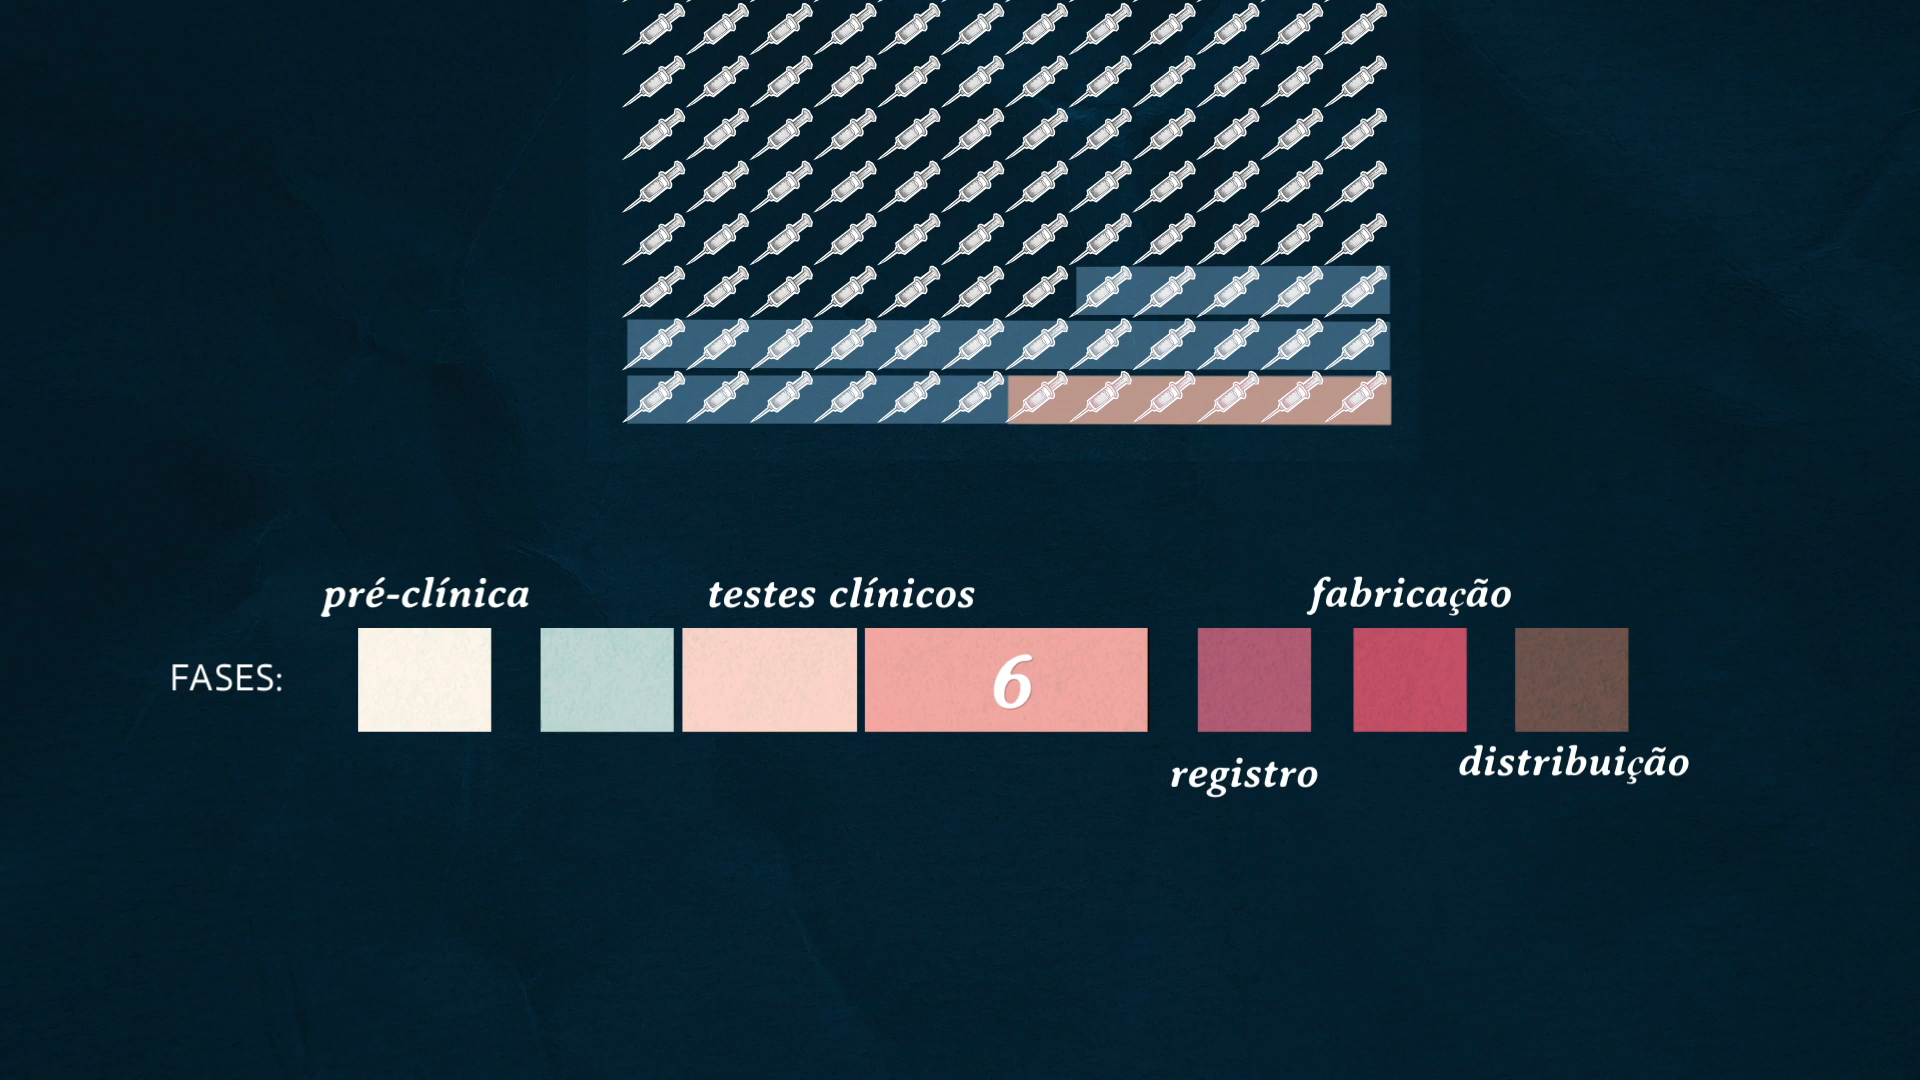 pré-clínica
testes clínicos
fabricação
FASES:
6
registro
distribuição